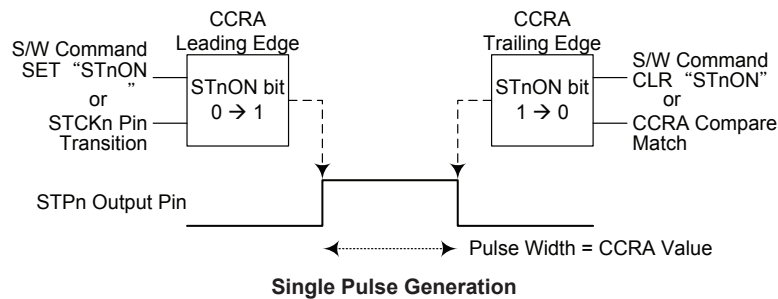 CCRA
Leading Edge
S/W Command
SET “STnON
”
or
STCKn Pin
Transition
STnON bit
0 → 1
CCRA
Trailing Edge
STnON bit
1 → 0
S/W Command
CLR “STnON”
or
CCRA Compare
Match
STPn Output Pin
Pulse Width = CCRA Value
Single Pulse Generation